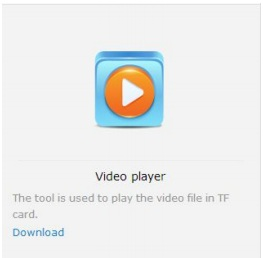 Video player
The tool is used to play the video file in TF
card.
Download